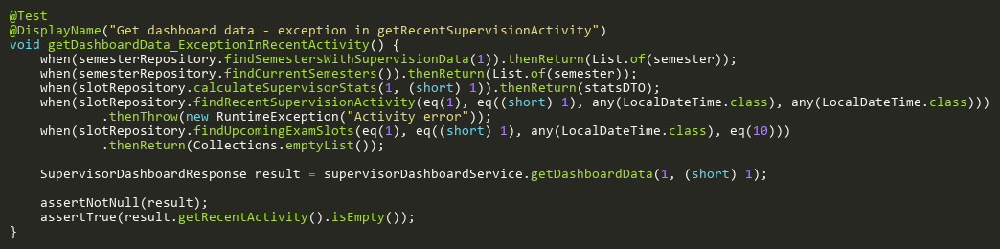 @Test
@DisplayName("Get dashboard data - exception in getRecentSupervisionActivity")
void getDashboardData_ExceptionInRecentActivity() {
    when(semesterRepository.findSemestersWithSupervisionData(1)).thenReturn(List.of(semester));
    when(semesterRepository.findCurrentSemesters()).thenReturn(List.of(semester));
    when(slotRepository.calculateSupervisorStats(1, (short) 1)).thenReturn(statsDTO);
    when(slotRepository.findRecentSupervisionActivity(eq(1), eq((short) 1), any(LocalDateTime.class), any(LocalDateTime.class)))
            .thenThrow(new RuntimeException("Activity error"));
    when(slotRepository.findUpcomingExamSlots(eq(1), eq((short) 1), any(LocalDateTime.class), eq(10)))
            .thenReturn(Collections.emptyList());

    SupervisorDashboardResponse result = supervisorDashboardService.getDashboardData(1, (short) 1);

    assertNotNull(result);
    assertTrue(result.getRecentActivity().isEmpty());
}